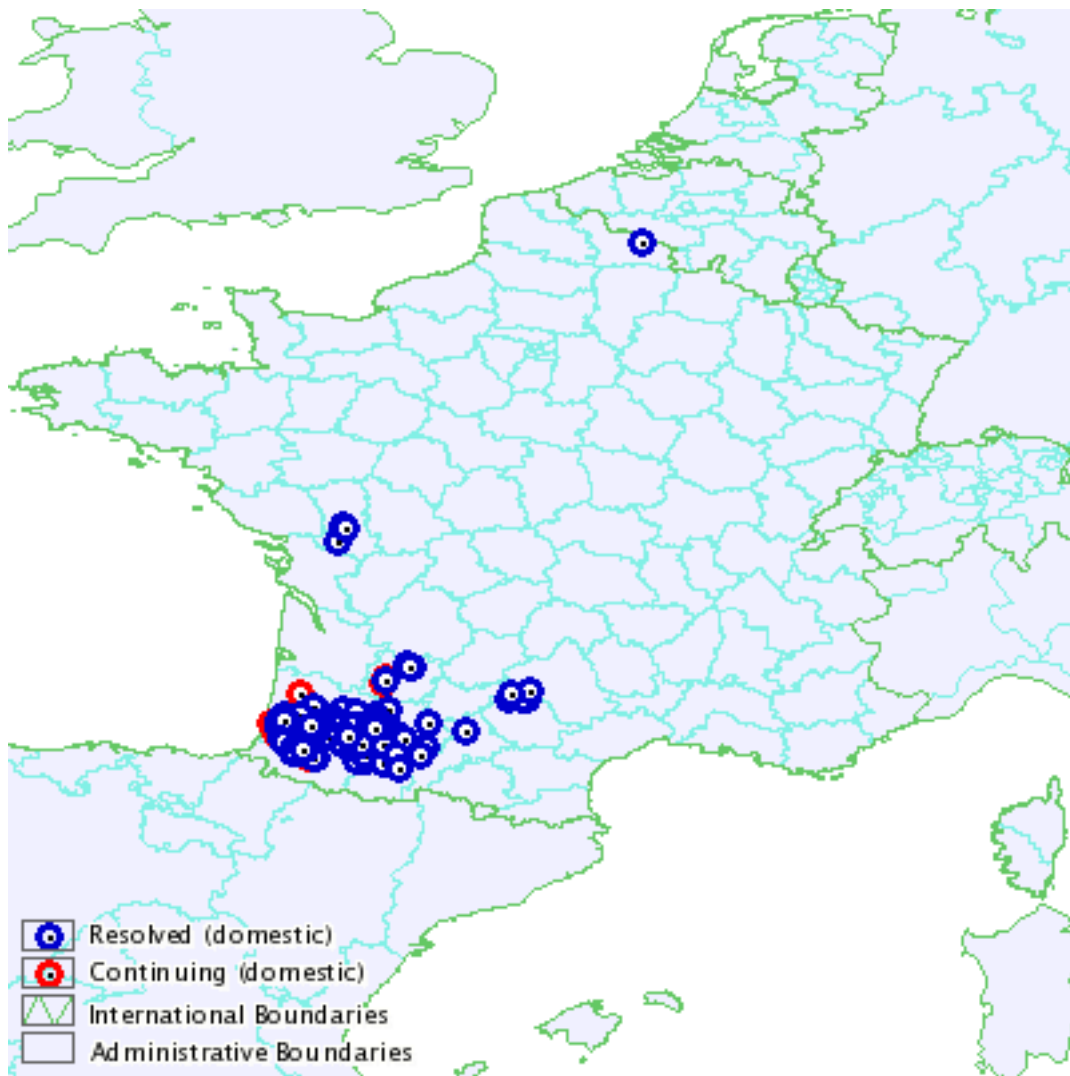 Resolved (domestic)
Continuing (domestic)
International Boundaries
Administrative Boundaries